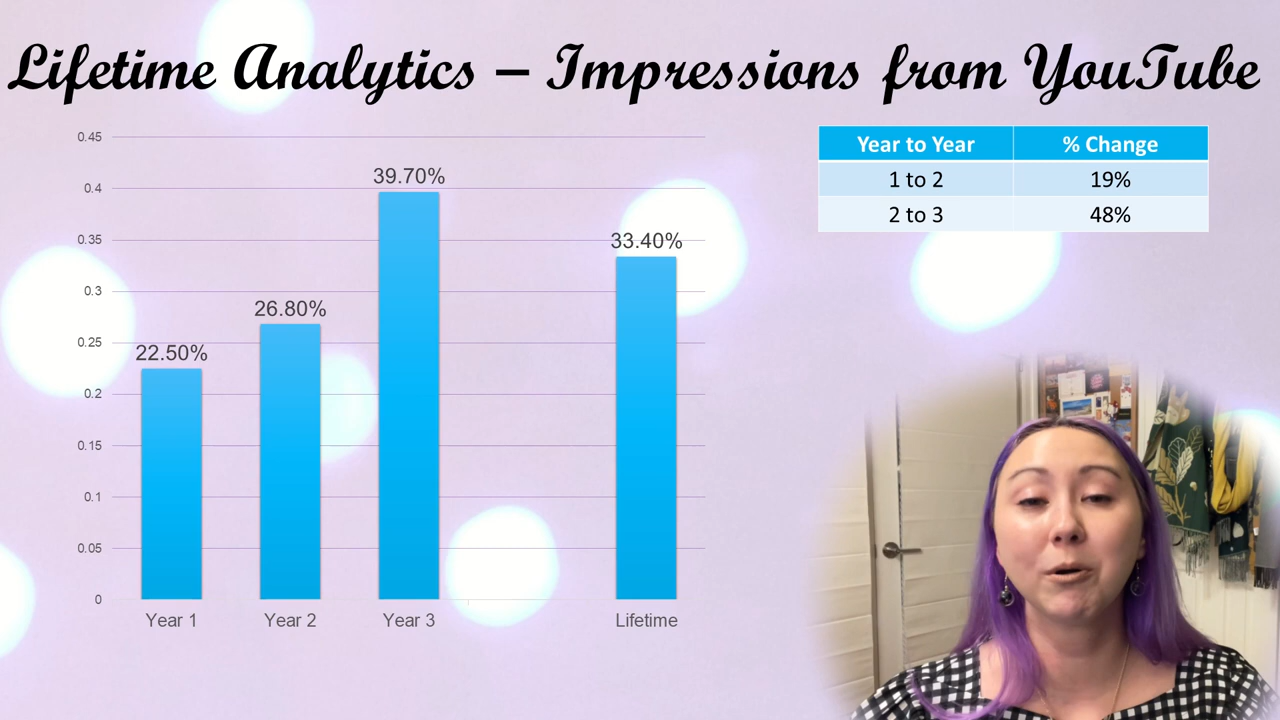 Lifetime Analytics – Impressions from YouTube
0.45
0.4
0.35
0.3
0.25
0.2
0.15
0.1
0.05
0
22.50%
26.80%
39.70%
33.40%
Year 1
Year 2
Year 3
Lifetime
Year to Year % Change
1 to 2 19%
2 to 3 48%